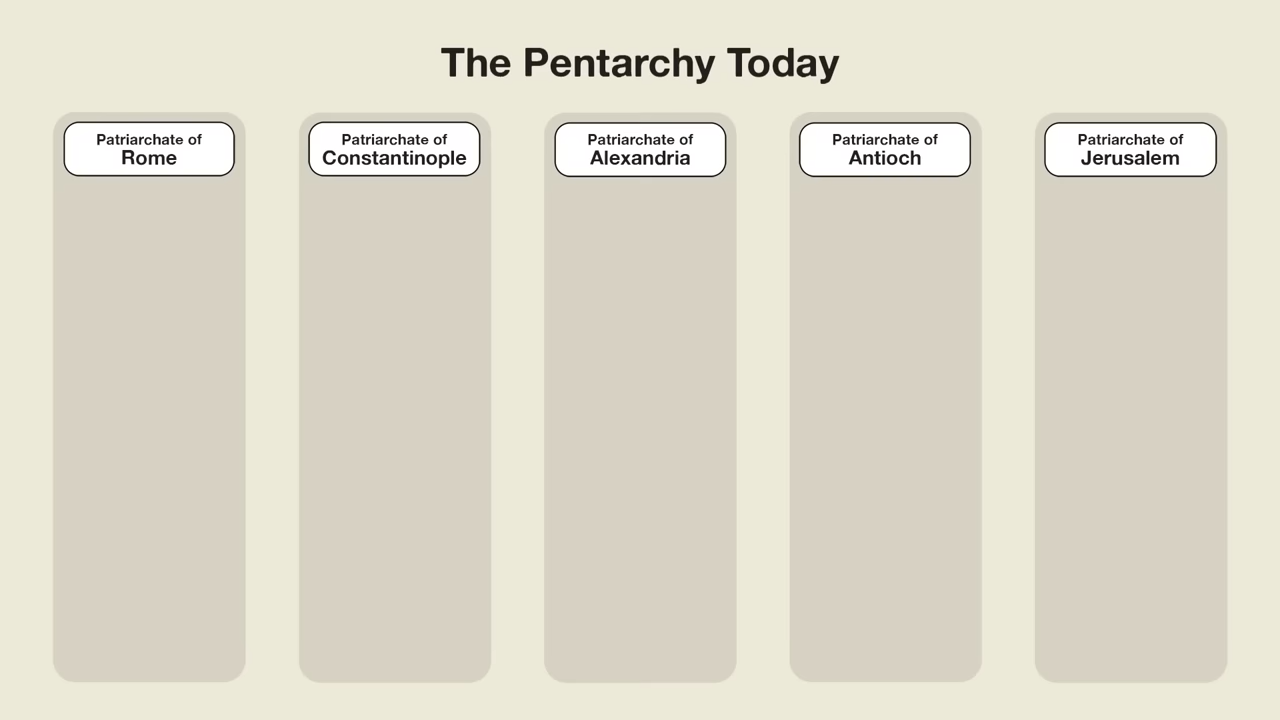 The Pentarchy Today
Patriarchate of
Rome
Patriarchate of
Constantinople
Patriarchate of
Alexandria
Patriarchate of
Antioch
Patriarchate of
Jerusalem